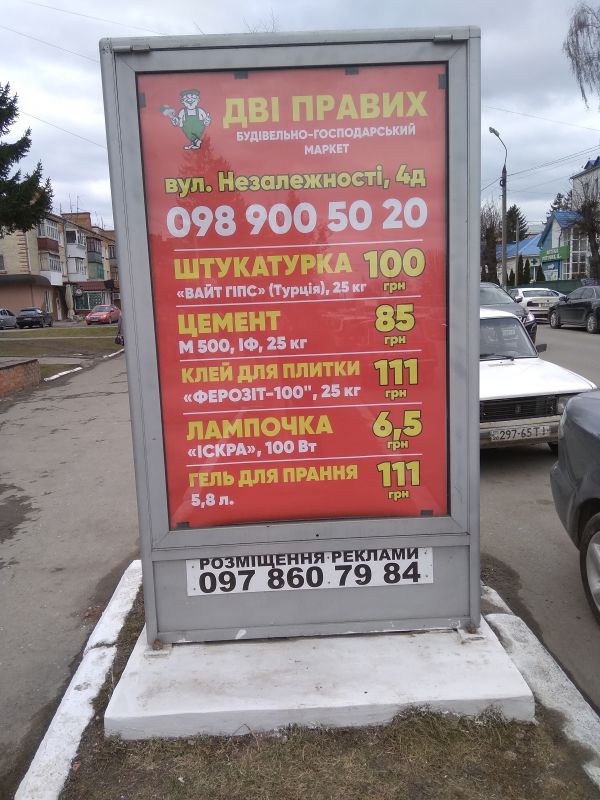 ДВІ ПРАВИХ
БУДІВЕЛЬНО-ГОСПОДАРСЬКИЙ
МАРКЕТ
вул. Незалежності, 4д
098 900 50 20
ШТУКАТУРКА 100
«ВАЙТ ГІПС» (Турція), 25 кг грн
ЦЕМЕНТ 85
М 500, ІФ, 25 кг грн
КЛЕЙ ДЛЯ ПЛИТКИ 111
«ФЕРОЗІТ-100", 25 кг грн
ЛАМПОЧКА 6,5
«ІСКРА», 100 Вт грн
ГЕЛЬ ДЛЯ ПРАННЯ 111
5,8 л. грн
РОЗМІЩЕННЯ РЕКЛАМИ
097 860 79 84
297-65 ТІ